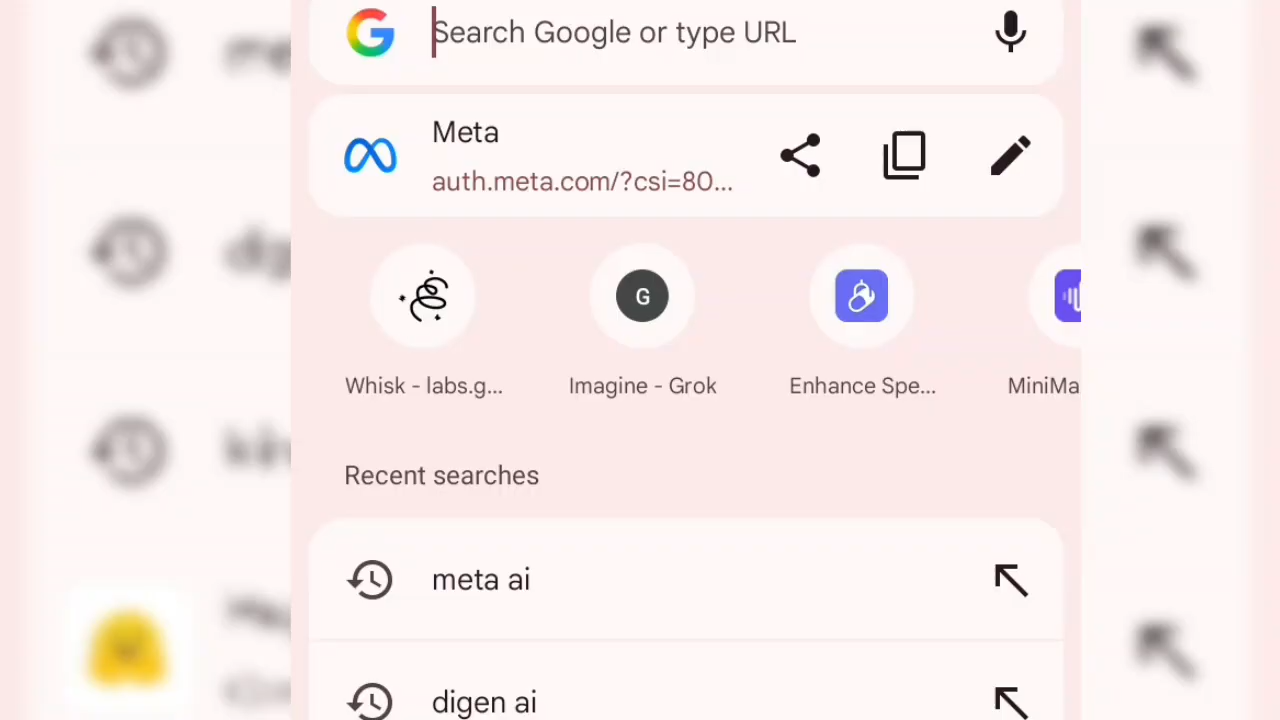 Search Google or type URL
Meta
auth.meta.com/?csi=80...
Whisk - labs.g...
Imagine - Grok
Enhance Spe...
MiniMa
G
Recent searches
meta ai
digen ai